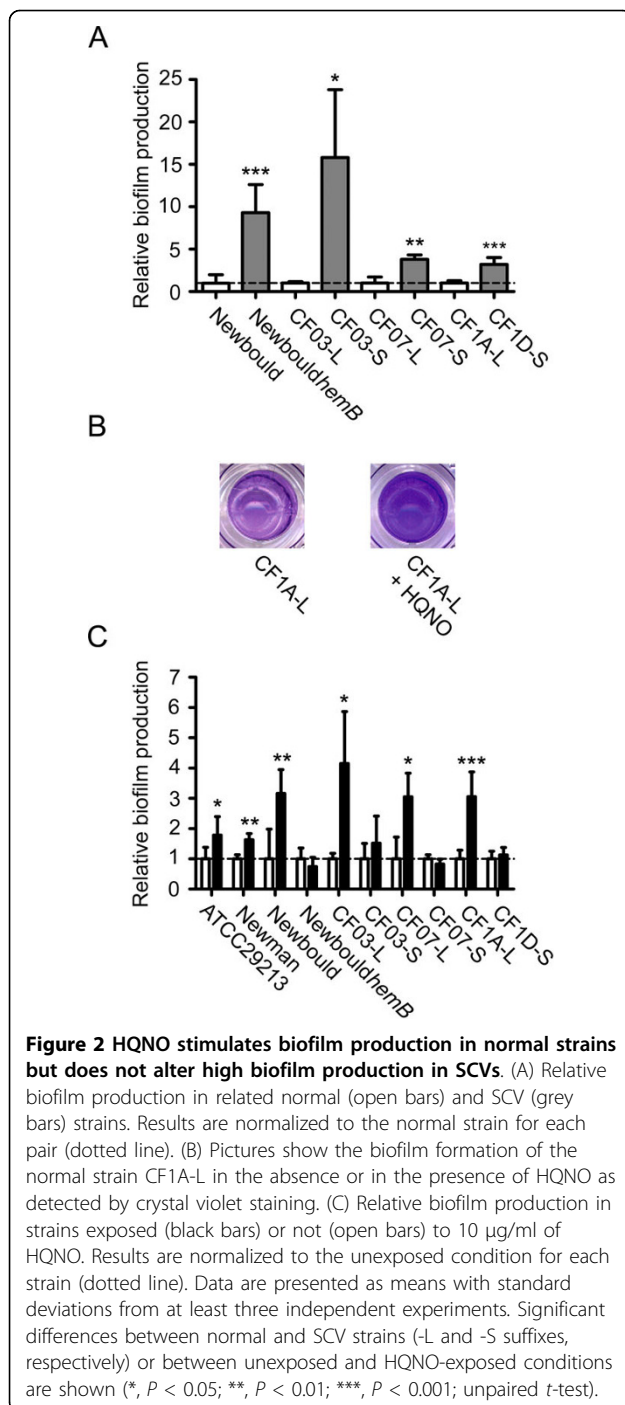 A
Relative biofilm production
25
20
15
10
5
0
***
*
**
***
Newbould
NewbouldhemB
CF03-L
CF03-S
CF07-L
CF07-S
CF1A-L
CF1D-S
B
CF1A-L
CF1A-L
+ HQNO
C
Relative biofilm production
7
6
5
4
3
2
1
0
*
**
**
*
*
***
ATCC29213
Newman
Newbould
NewbouldhemB
CF03-L
CF03-S
CF07-L
CF07-S
CF1A-L
CF1D-S
Figure 2 HQNO stimulates biofilm production in normal strains
but does not alter high biofilm production in SCVs. (A) Relative
biofilm production in related normal (open bars) and SCV (grey
bars) strains. Results are normalized to the normal strain for each
pair (dotted line). (B) Pictures show the biofilm formation of the
normal strain CF1A-L in the absence or in the presence of HQNO as
detected by crystal violet staining. (C) Relative biofilm production in
strains exposed (black bars) or not (open bars) to 10 μg/ml of
HQNO. Results are normalized to the unexposed condition for each
strain (dotted line). Data are presented as means with standard
deviations from at least three independent experiments. Significant
differences between normal and SCV strains (-L and -S suffixes,
respectively) or between unexposed and HQNO-exposed conditions
are shown (*, P < 0.05; **, P < 0.01; ***, P < 0.001; unpaired t-test).